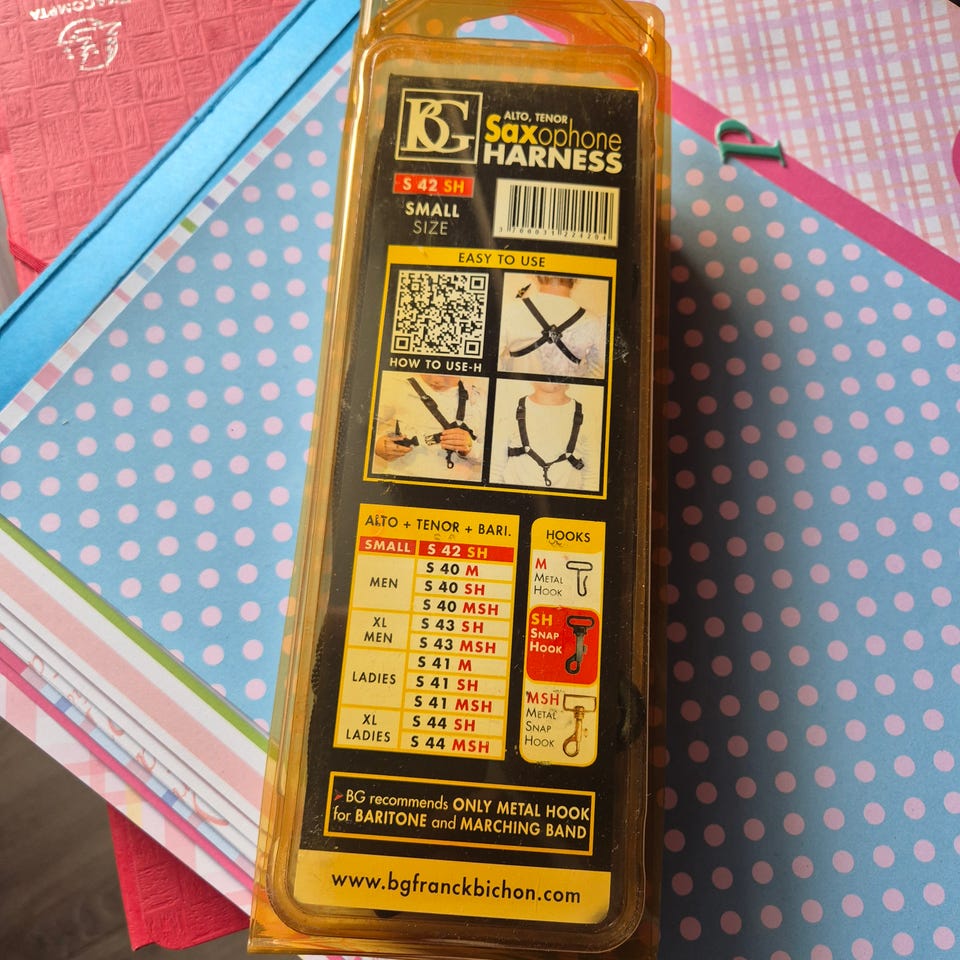 EXACOMPTA
BG
ALTO, TENOR
Saxophone
HARNESS
S 42 SH
SMALL
SIZE
EASY TO USE
HOW TO USE-H
ALTO + TENOR + BARI.
SMALL S 42 SH
MEN
S 40 M
S 40 SH
S 40 MSH
XL
MEN
S 43 SH
S 43 MSH
LADIES
S 41 M
S 41 SH
S 41 MSH
XL
LADIES
S 44 SH
S 44 MSH
HOOKS
M
METAL
HOOK
SH
SNAP
HOOK
MSH
METAL
SNAP
HOOK
BG recommends ONLY METAL HOOK
for BARITONE and MARCHING BAND
www.bgfranckbichon.com